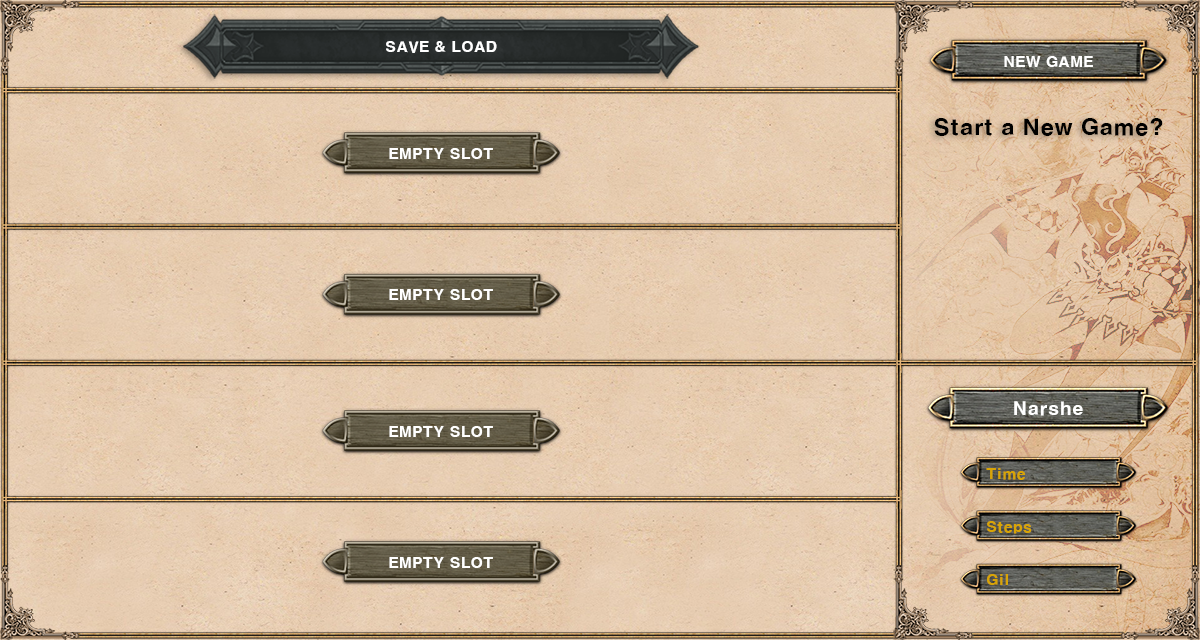 SAVE & LOAD
EMPTY SLOT
EMPTY SLOT
EMPTY SLOT
EMPTY SLOT
NEW GAME
Start a New Game?
Narshe
Time
Steps
Gil